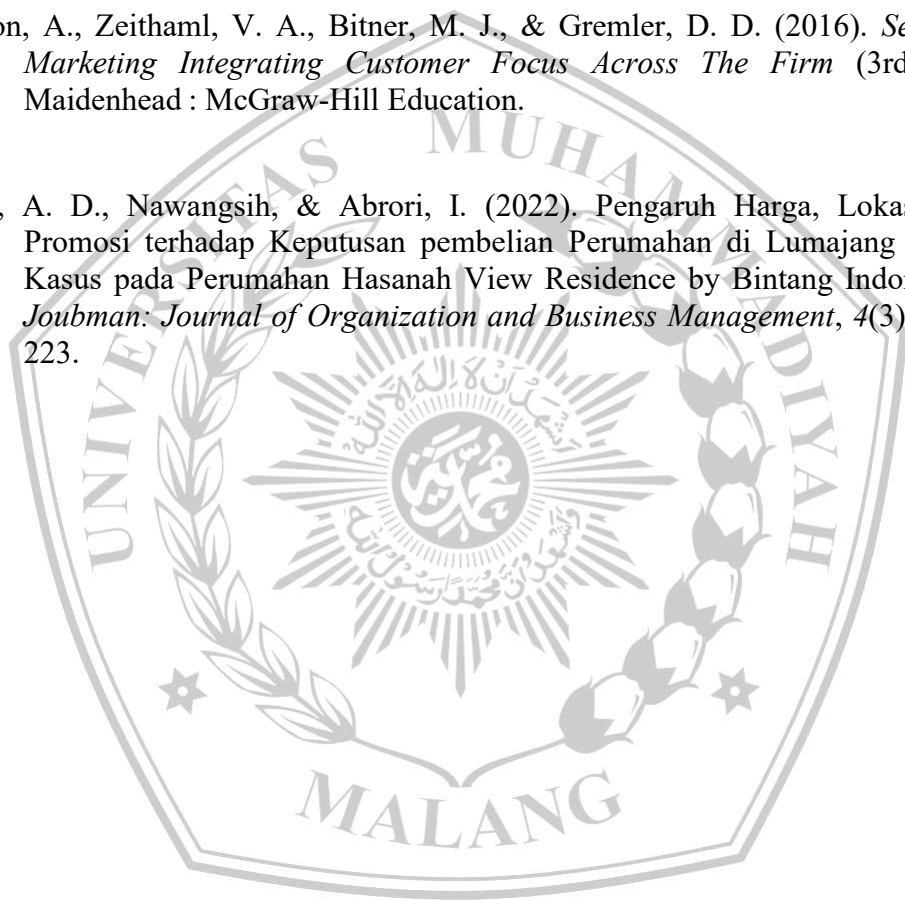 on, A., Zeithaml, V. A., Bitner, M. J., & Gremler, D. D. (2016). Se
Marketing Integrating Customer Focus Across The Firm (3rd
Maidenhead : McGraw-Hill Education.
, A. D., Nawangsih, & Abrori, I. (2022). Pengaruh Harga, Lokas
Promosi terhadap Keputusan pembelian Perumahan di Lumajang
Kasus pada Perumahan Hasanah View Residence by Bintang Indo
Joubman: Journal of Organization and Business Management, 4(3)
223.
UNIVERSITAS MUHAMMADIYAH
MALANG